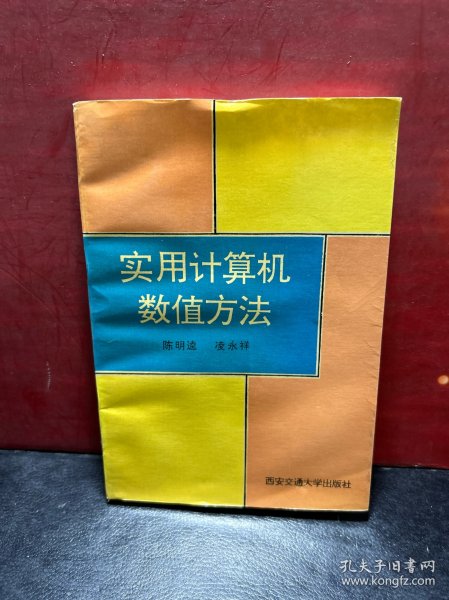 实用计算机
数值方法
陈明逵 凌永祥
西安交通大学出版社
孔夫子旧书网
www.kongfz.com